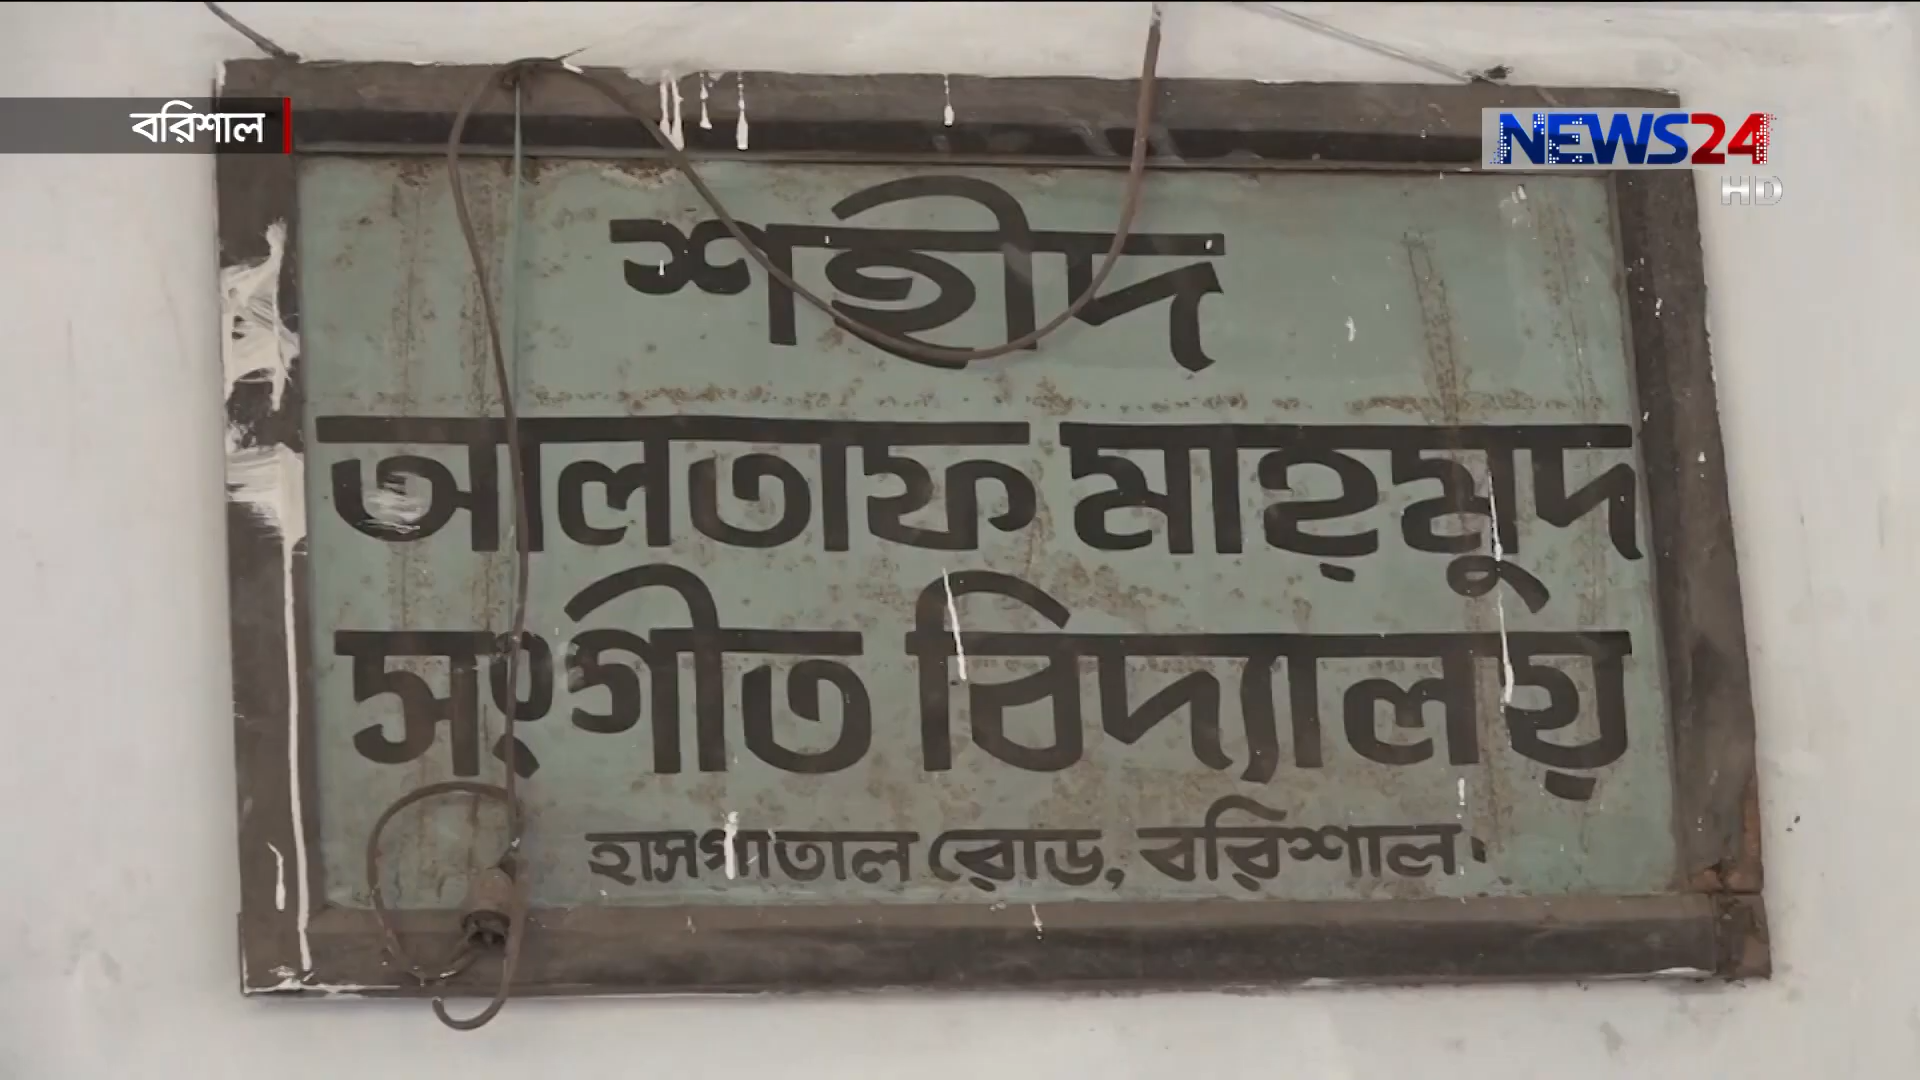 বরিশাল
NEWS24
HD
শহীদ
আলতাফ মাহমুদ
সংগীত বিদ্যালয়
হাসপাতাল রোড, বরিশাল।